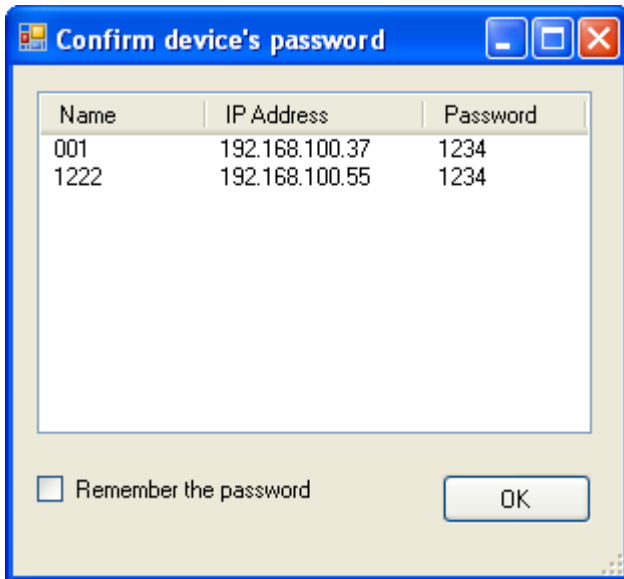 Confirm device's password
Name IP Address Password
001 192.168.100.37 1234
1222 192.168.100.55 1234
Remember the password
OK